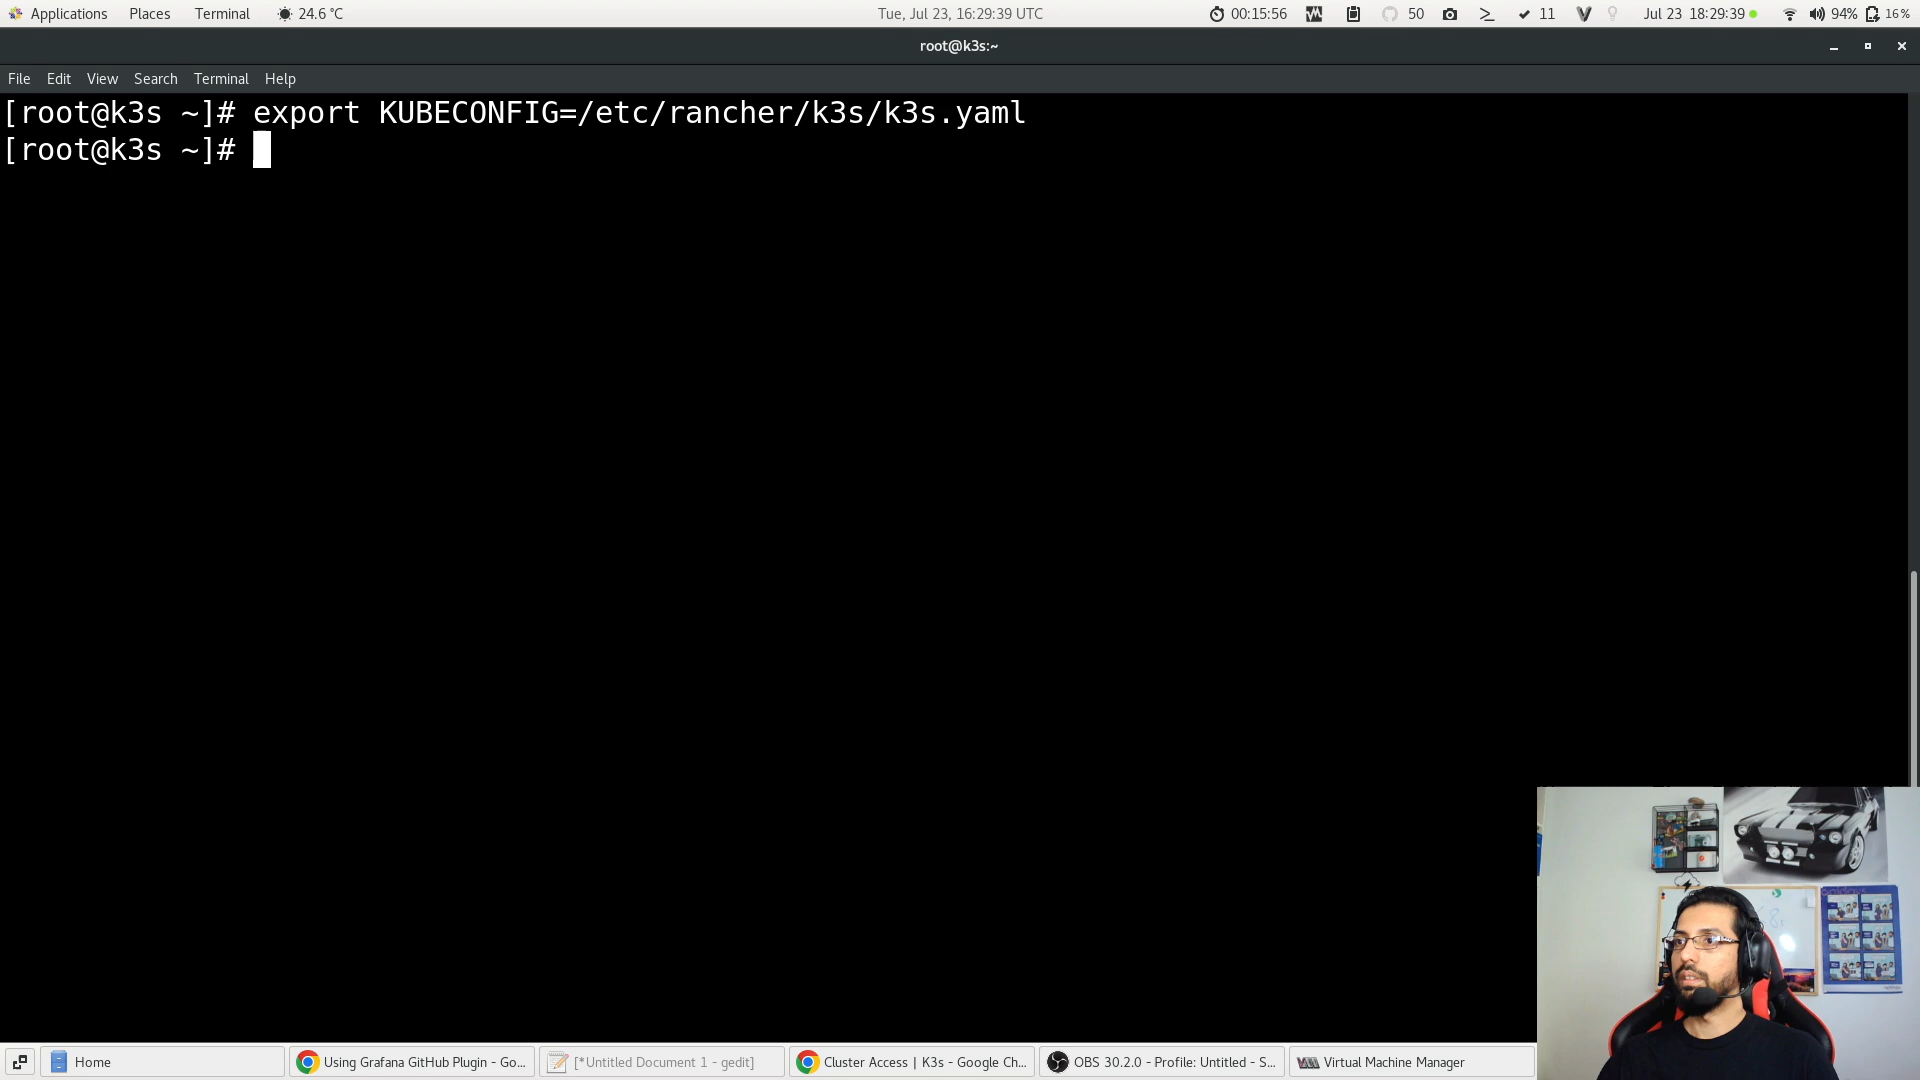 Applications Places Terminal 24.6 °C Tue, Jul 23, 16:29:39 UTC 00:15:56 50 11 Jul 23 18:29:39 94% 16%
root@k3s:~
File Edit View Search Terminal Help
[root@k3s ~]# export KUBECONFIG=/etc/rancher/k3s/k3s.yaml
[root@k3s ~]#
Home Using Grafana GitHub Plugin - Go... [*Untitled Document 1 - gedit] Cluster Access | K3s - Google Ch... OBS 30.2.0 - Profile: Untitled - S... Virtual Machine Manager